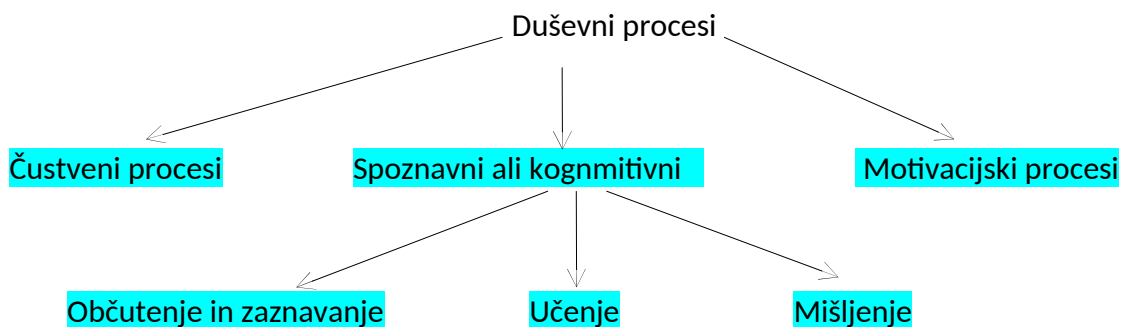 Duševni procesi
Čustveni procesi Spoznavni ali kognmitivni Motivacijski procesi
Občutenje in zaznavanje Učenje Mišljenje